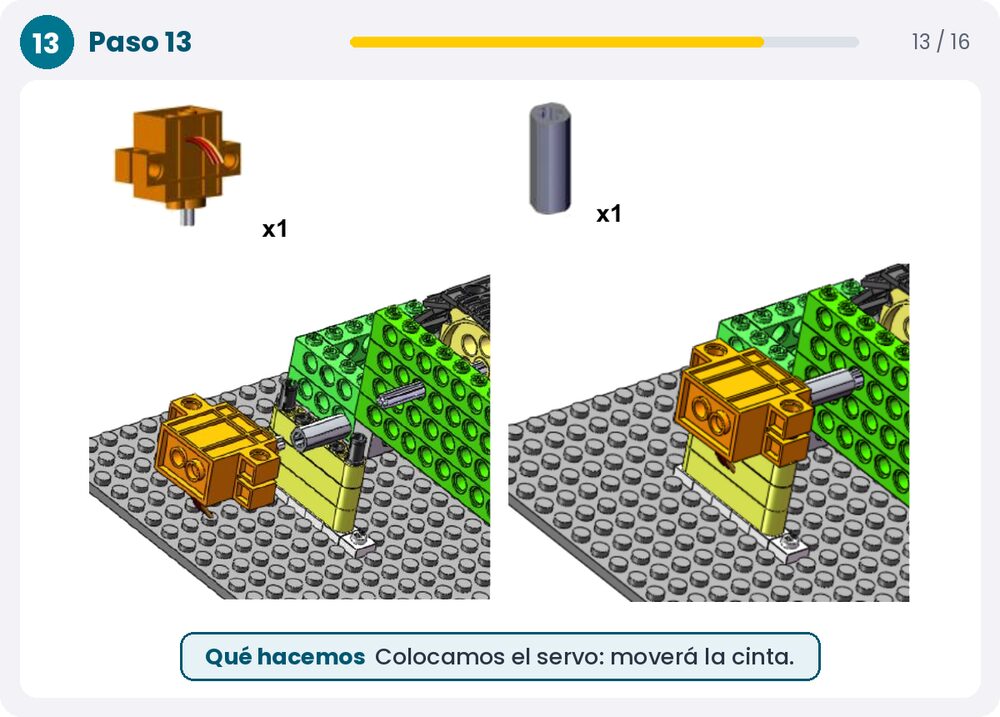 13 Paso 13 13 / 16
x1 x1
Qué hacemos Colocamos el servo: moverá la cinta.